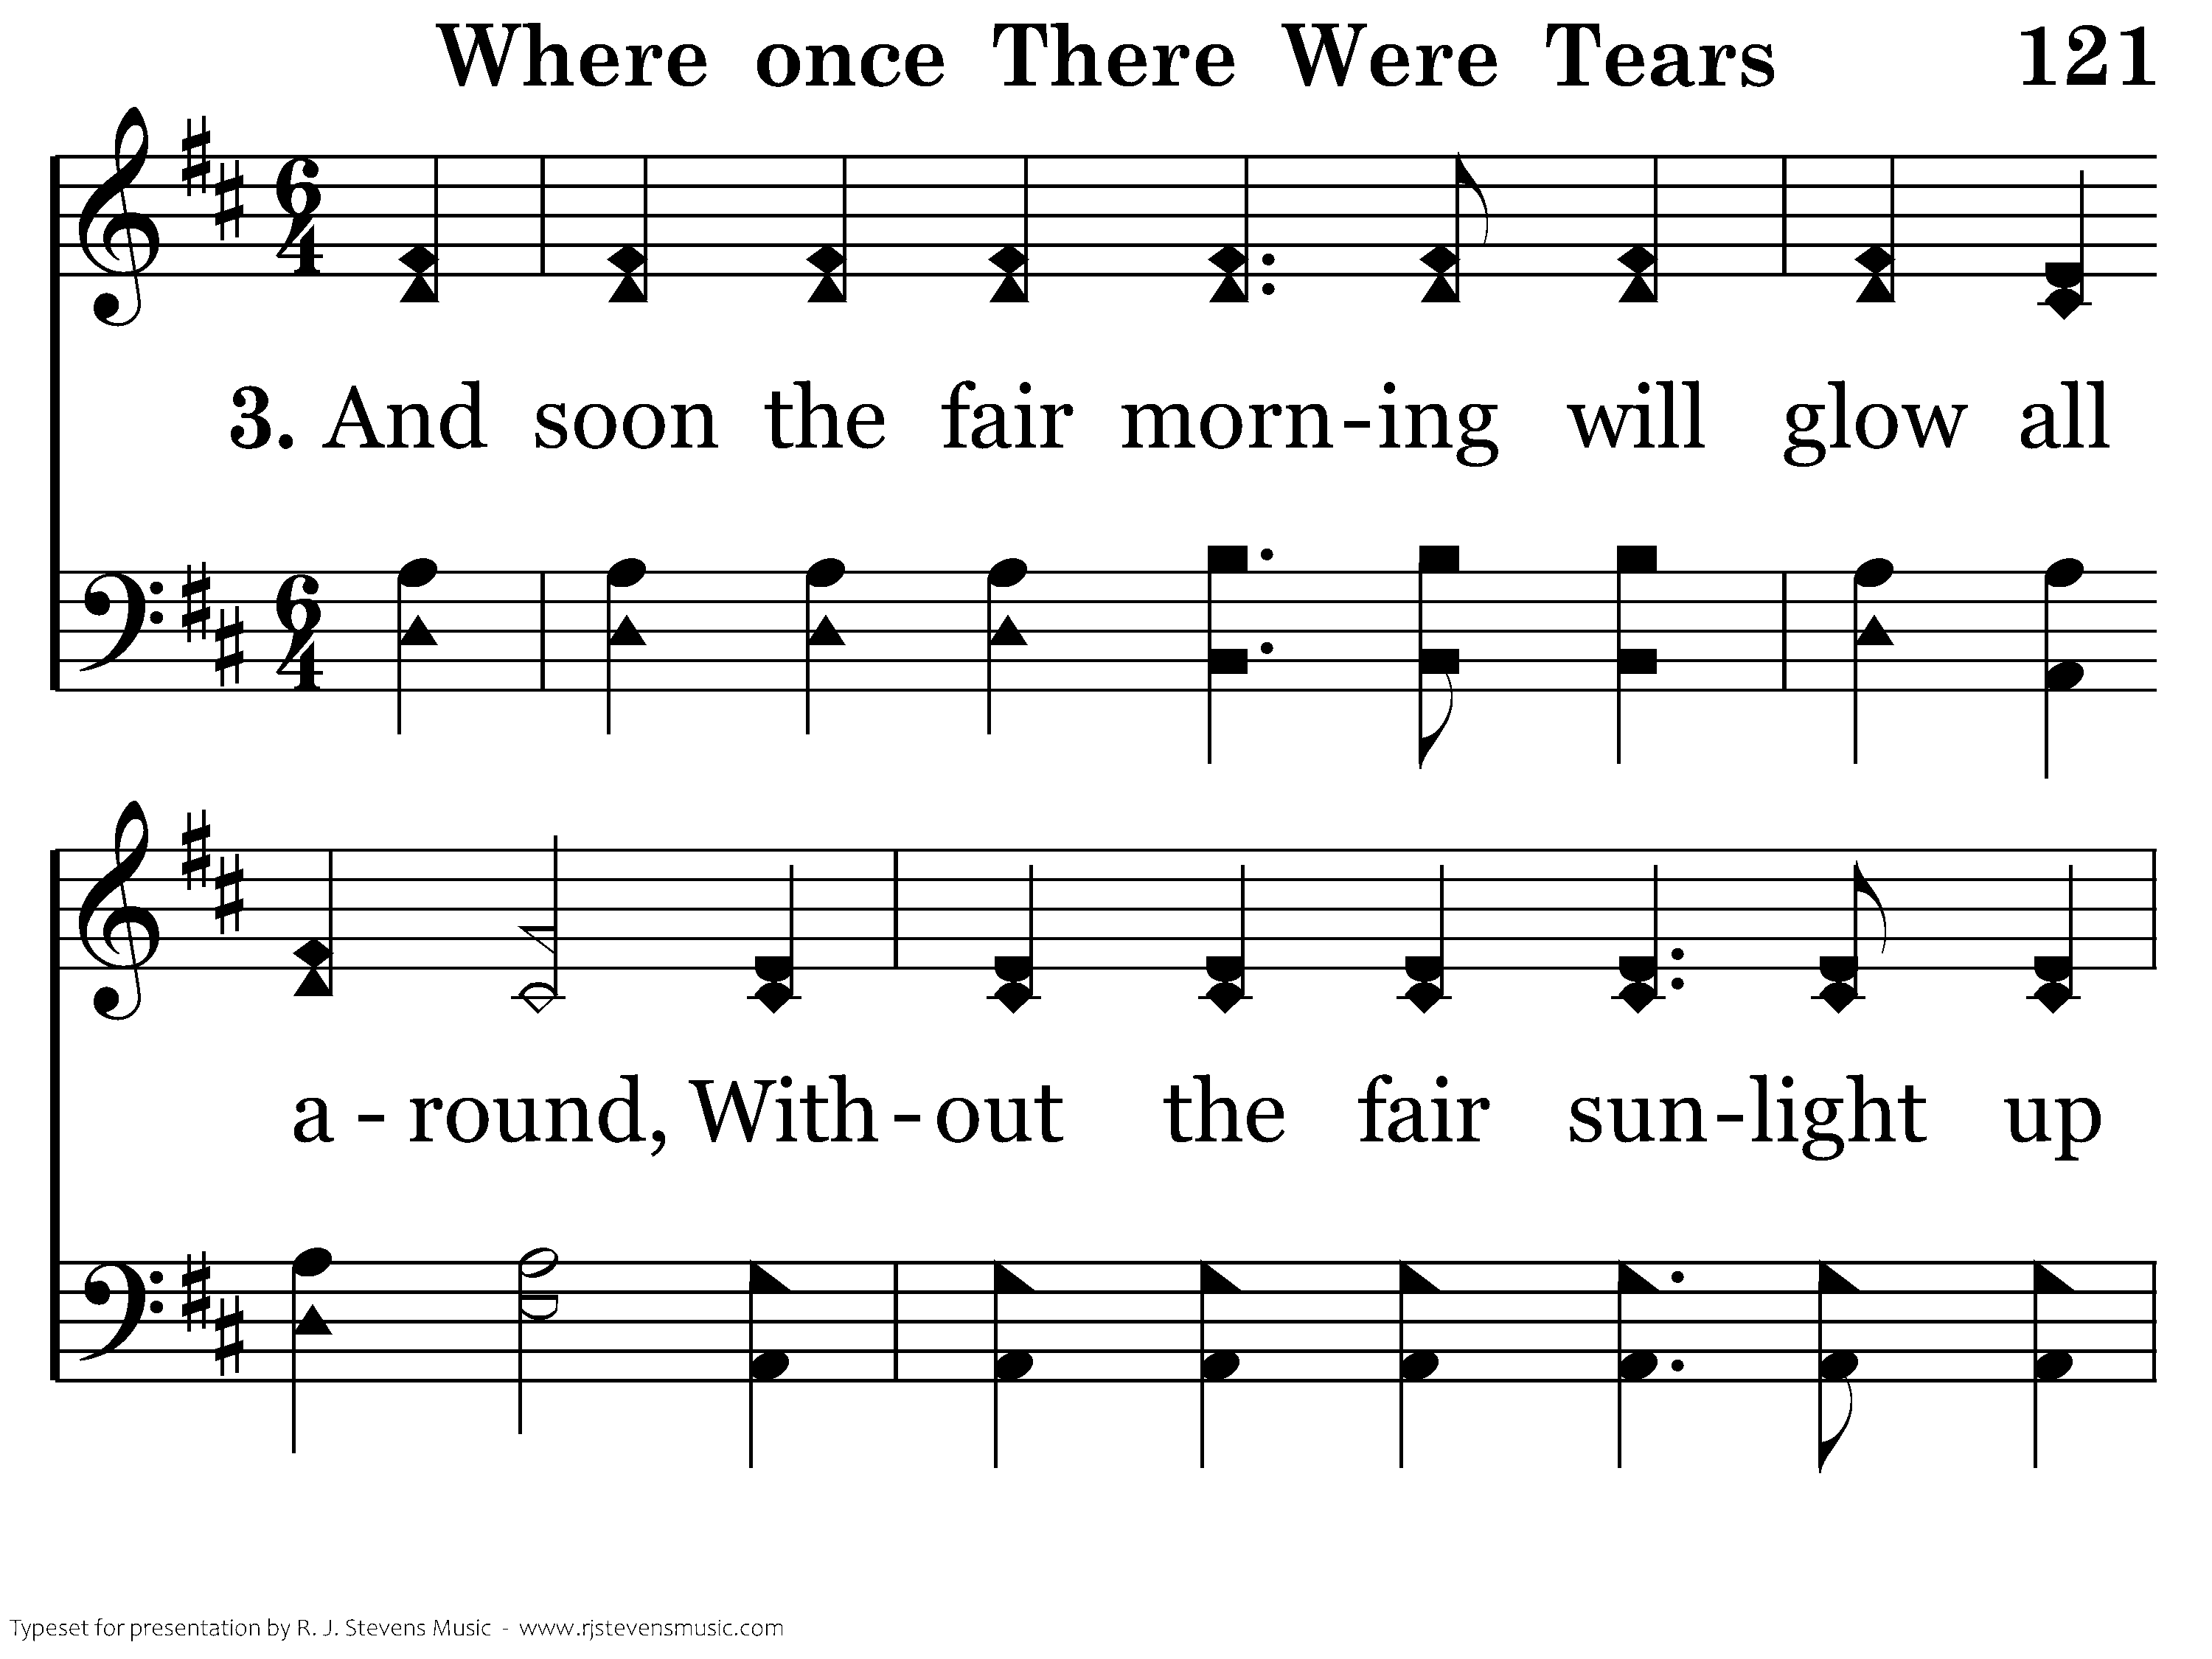 Where once There Were Tears 121
6 4
3. And soon the fair morn-ing will glow all
6 4
a - round, With - out the fair sun-light up
Typeset for presentation by R. J. Stevens Music - www.rjstevensmusic.com